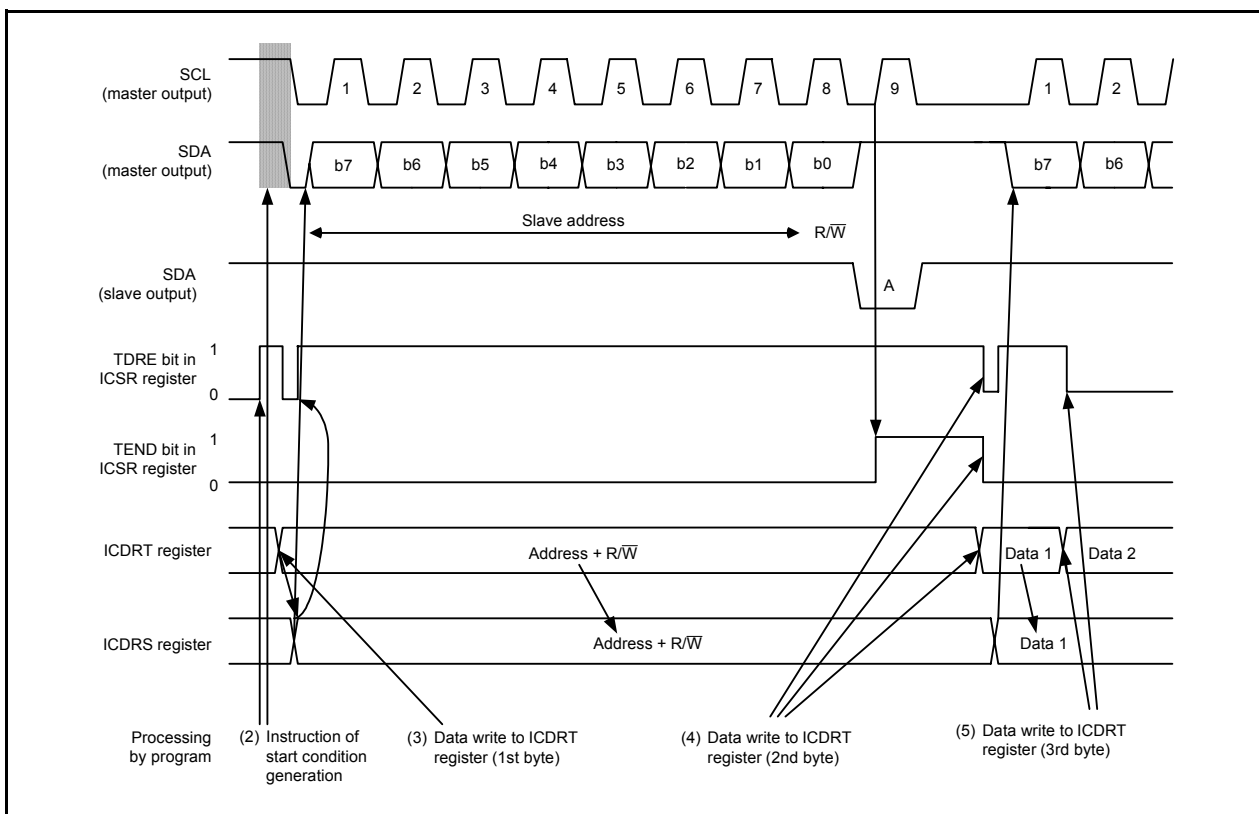 SCL
(master output)
1 2 3 4 5 6 7 8 9 1 2
SDA
(master output)
b7 b6 b5 b4 b3 b2 b1 b0 b7 b6
Slave address R/W̅
SDA
(slave output)
A
TDRE bit in
ICSR register
1
0
TEND bit in
ICSR register
1
0
ICDRT register
Address + R/W̅
Data 1
Data 2
ICDRS register
Address + R/W̅
Data 1
Processing
by program
(2) Instruction of
start condition
generation
(3) Data write to ICDRT
register (1st byte)
(4) Data write to ICDRT
register (2nd byte)
(5) Data write to ICDRT
register (3rd byte)